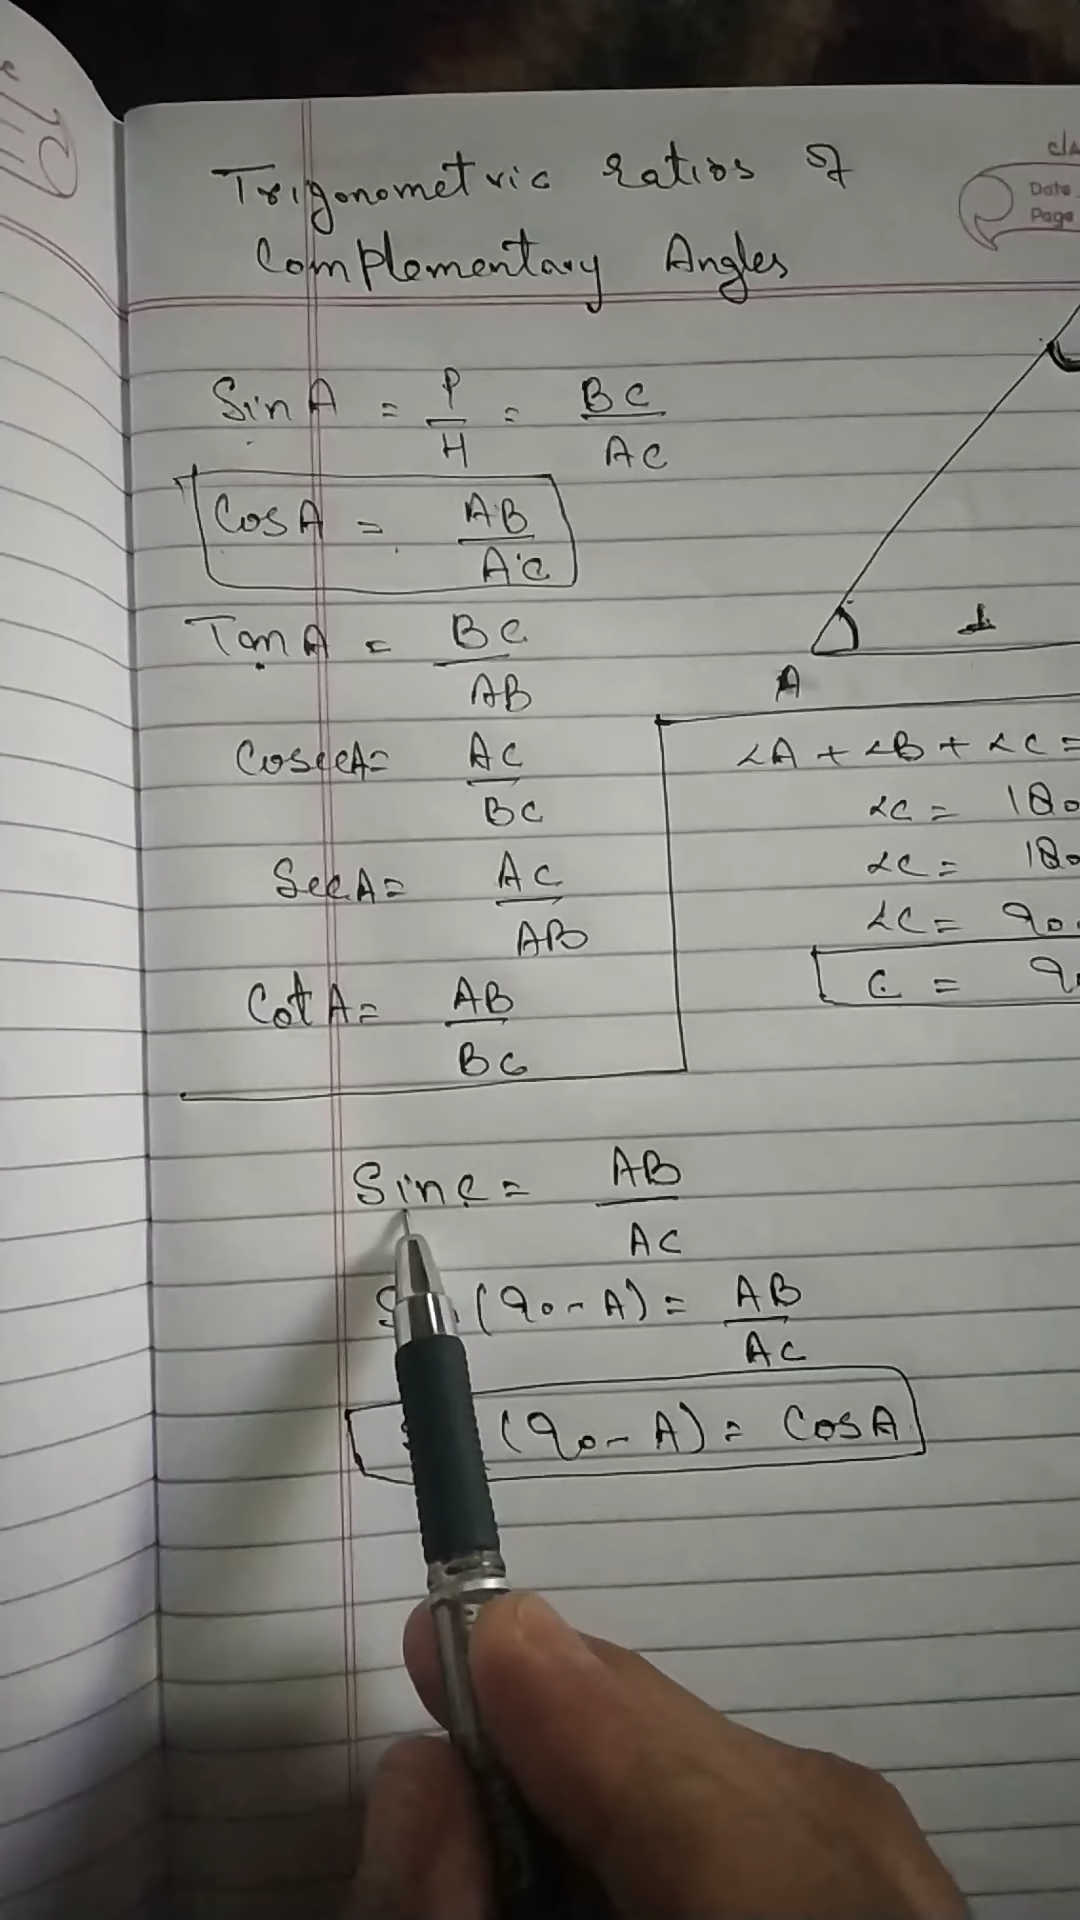 Trigonometric ratios of
Complementary Angles
Date
Page
Sin A = P/H = BC/AC
Cos A = AB/AC
Tan A = BC/AB
Cosec A = AC/BC
Sec A = AC/AB
Cot A = AB/BC
A
∠A + ∠B + ∠C =
∠C = 180
∠C = 180
∠C = 90
C = 9
Sin C = AB/AC
(90 - A) = AB/AC
(90 - A) = Cos A